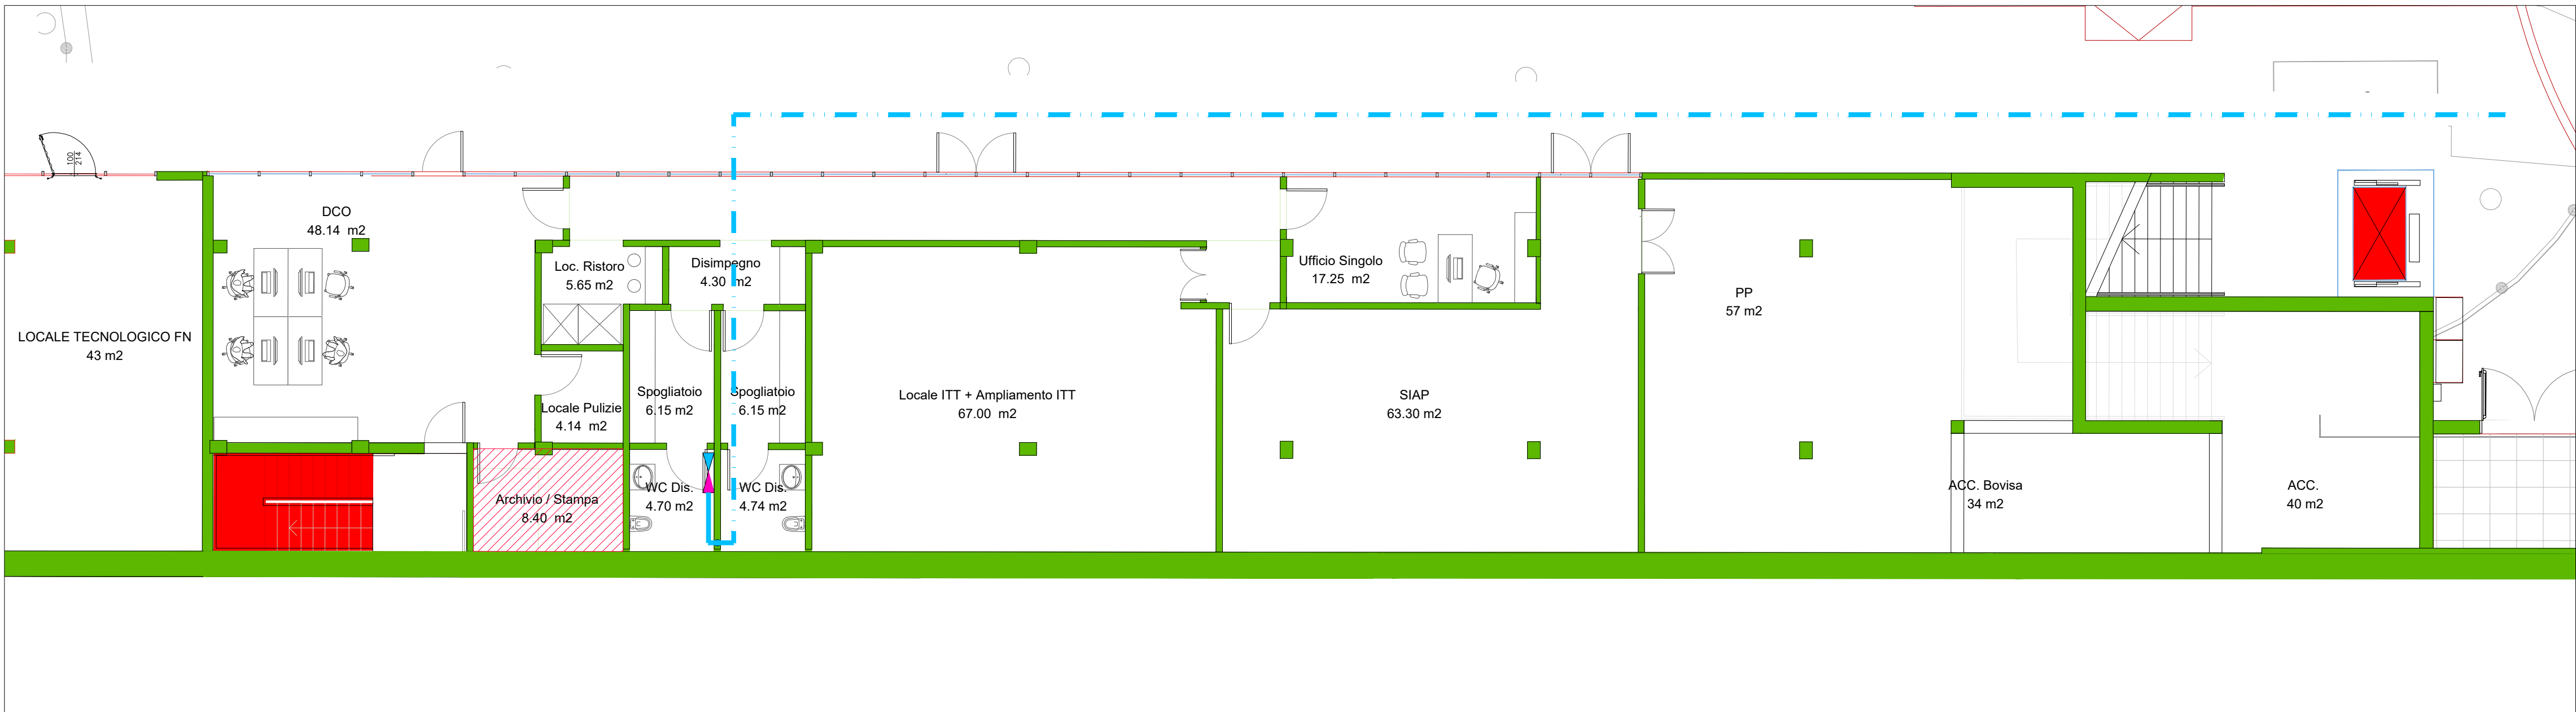 100
214
DCO
48.14 m2
LOCALE TECNOLOGICO FN
43 m2
Loc. Ristoro
5.65 m2
Disimpegno
4.30 m2
Locale Pulizie
4.14 m2
Spogliatoio
6.15 m2
Spogliatoio
6.15 m2
Archivio / Stampa
8.40 m2
WC Dis.
4.70 m2
WC Dis.
4.74 m2
Locale ITT + Ampliamento ITT
67.00 m2
Ufficio Singolo
17.25 m2
SIAP
63.30 m2
PP
57 m2
ACC. Bovisa
34 m2
ACC.
40 m2